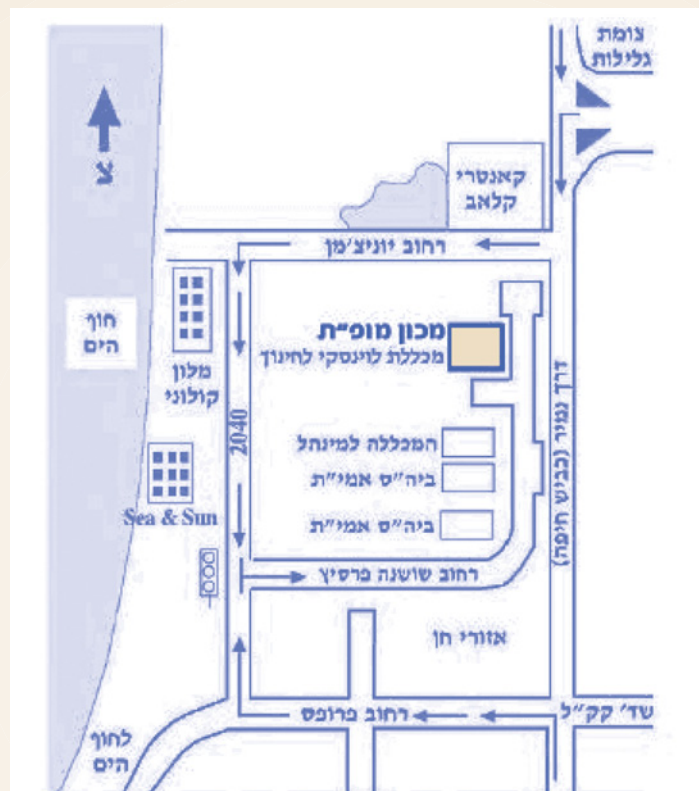 צומת
גלילות
קאנטרי
קלאב
רחוב יוניצ'מן
צ
חוף
הים
מלון
קולוני
מכון מופ"ת
מכללת לוינסקי לחינוך
דרך נמיר (כביש חיפה)
2040
המכללה למינהל
ביה"ס אמי"ת
ביה"ס אמי"ת
Sea & Sun
רחוב שושנה פרסיץ
אזורי חן
שד' קק"ל
רחוב פרופס
לחוף
הים